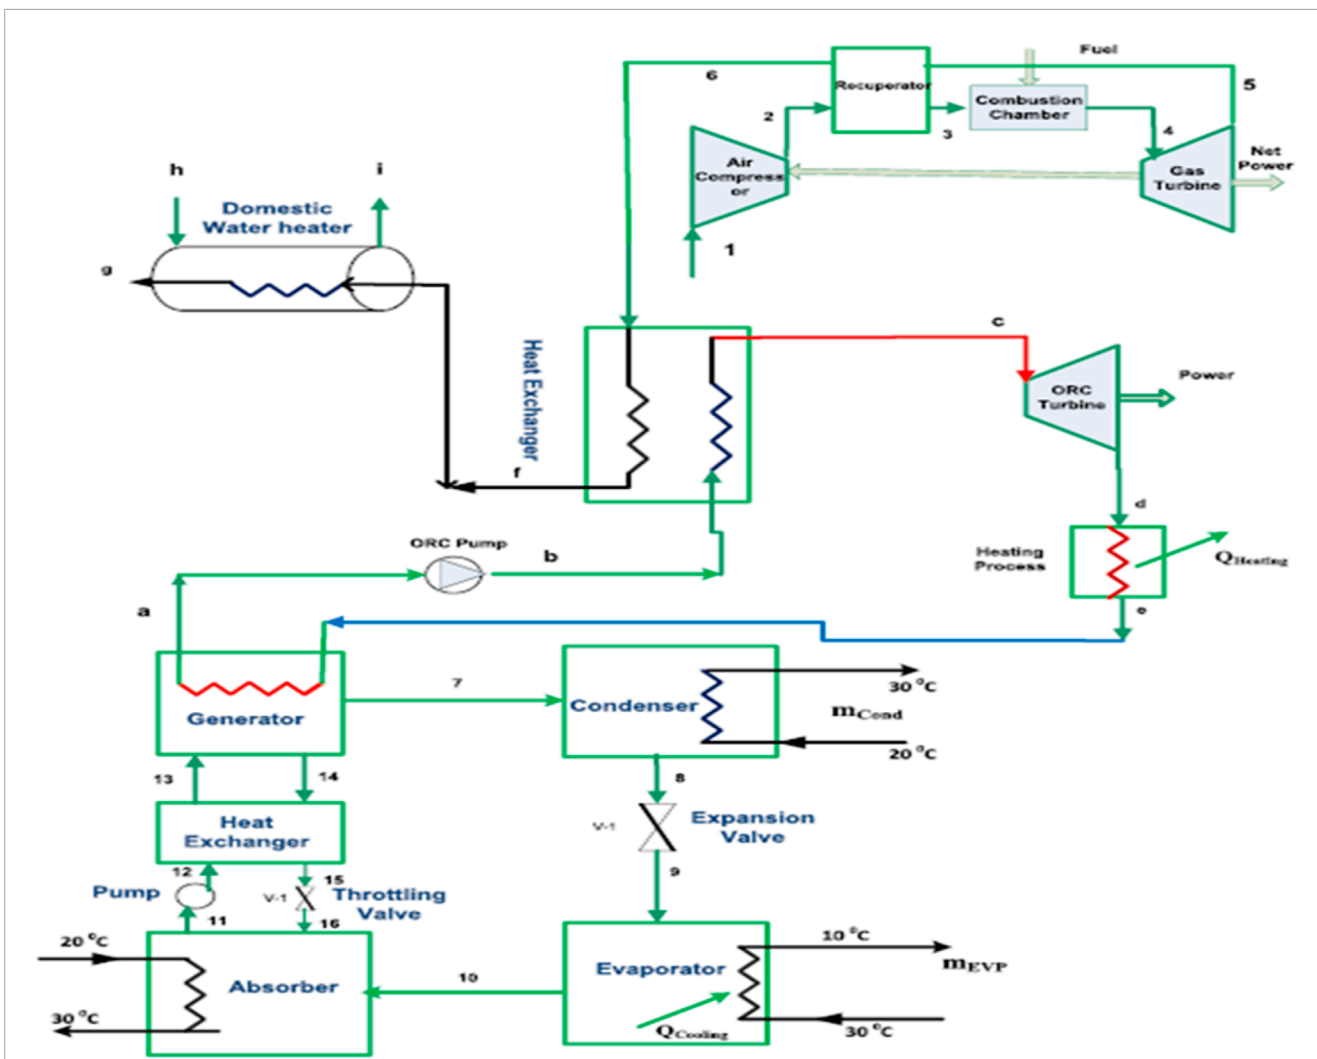 Fuel
6
Recuperator
5
Combustion
Chamber
2
3
4
Net
Power
Air
Compress
or
Gas
Turbine
h
i
Domestic
Water heater
1
g
c
Heat Exchanger
ORC
Turbine
Power
f
d
ORC Pump
b
Heating
Process
QHeating
a
e
7
30 °C
Generator
Condenser
mCond
20 °C
13
14
8
Heat
Exchanger
V-1
Expansion
Valve
12
15
9
Pump
V-1
Throttling
Valve
11
16
20 °C
10 °C
mEVP
Evaporator
Absorber
10
30 °C
QCooling
30 °C